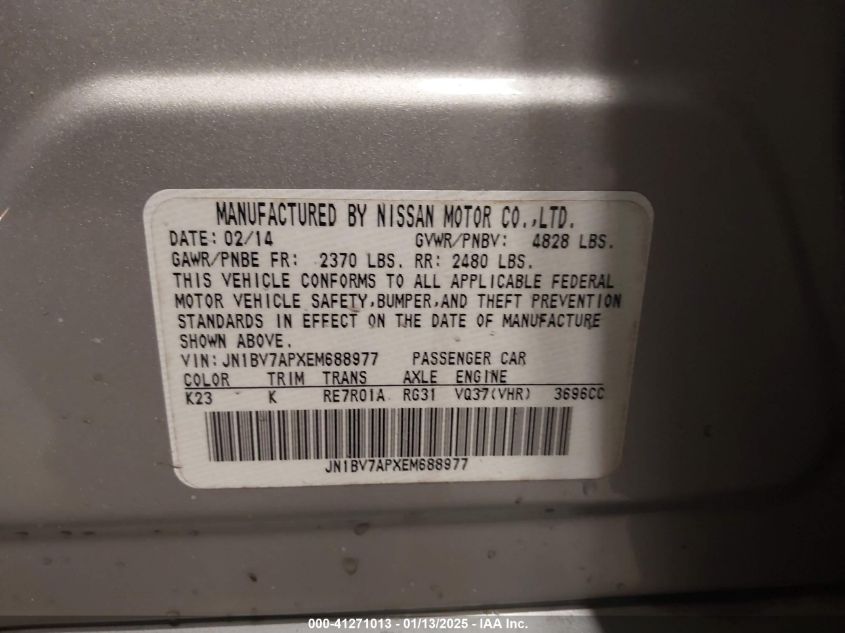 MANUFACTURED BY NISSAN MOTOR CO.,LTD.
DATE: 02/14 GVWR/PNBV: 4828 LBS.
GAWR/PNBE FR: 2370 LBS. RR: 2480 LBS.
THIS VEHICLE CONFORMS TO ALL APPLICABLE FEDERAL
MOTOR VEHICLE SAFETY,BUMPER,AND THEFT PREVENTION
STANDARDS IN EFFECT ON THE DATE OF MANUFACTURE
SHOWN ABOVE.
VIN: JN1BV7APXEM688977 PASSENGER CAR
COLOR TRIM TRANS AXLE ENGINE
K23 K RE7R01A RG31 VQ37(VHR) 3696CC
JN1BV7APXEM688977
000-41271013 - 01/13/2025 - IAA Inc.